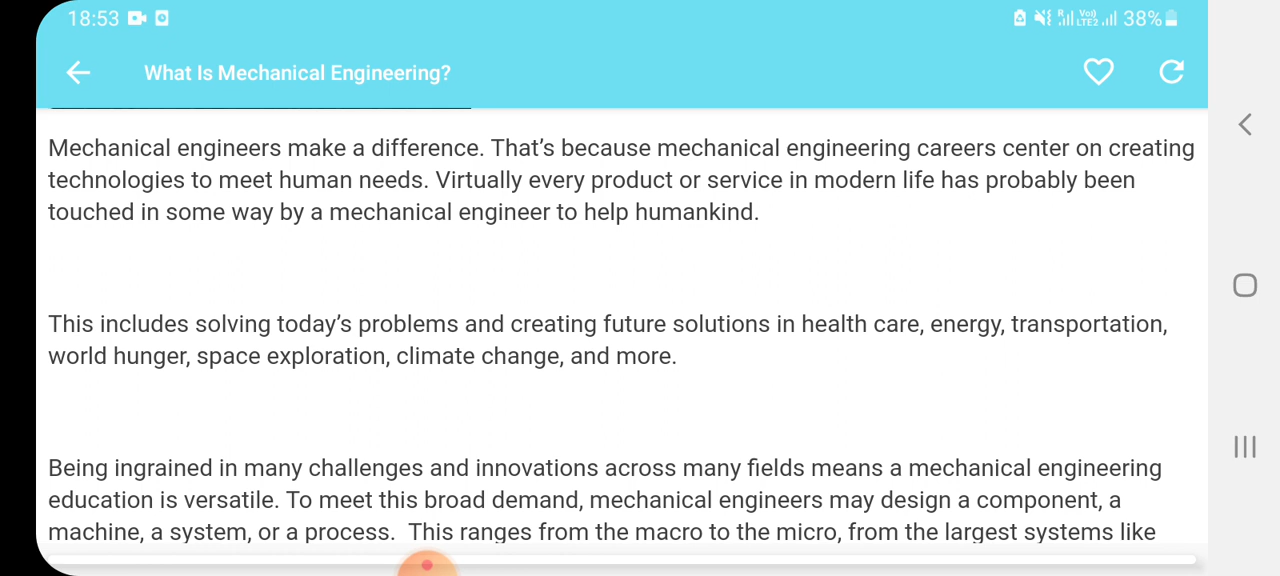 18:53 R Vo) LTE2 38%
What Is Mechanical Engineering?
Mechanical engineers make a difference. That’s because mechanical engineering careers center on creating
technologies to meet human needs. Virtually every product or service in modern life has probably been
touched in some way by a mechanical engineer to help humankind.
This includes solving today’s problems and creating future solutions in health care, energy, transportation,
world hunger, space exploration, climate change, and more.
Being ingrained in many challenges and innovations across many fields means a mechanical engineering
education is versatile. To meet this broad demand, mechanical engineers may design a component, a
machine, a system, or a process.  This ranges from the macro to the micro, from the largest systems like